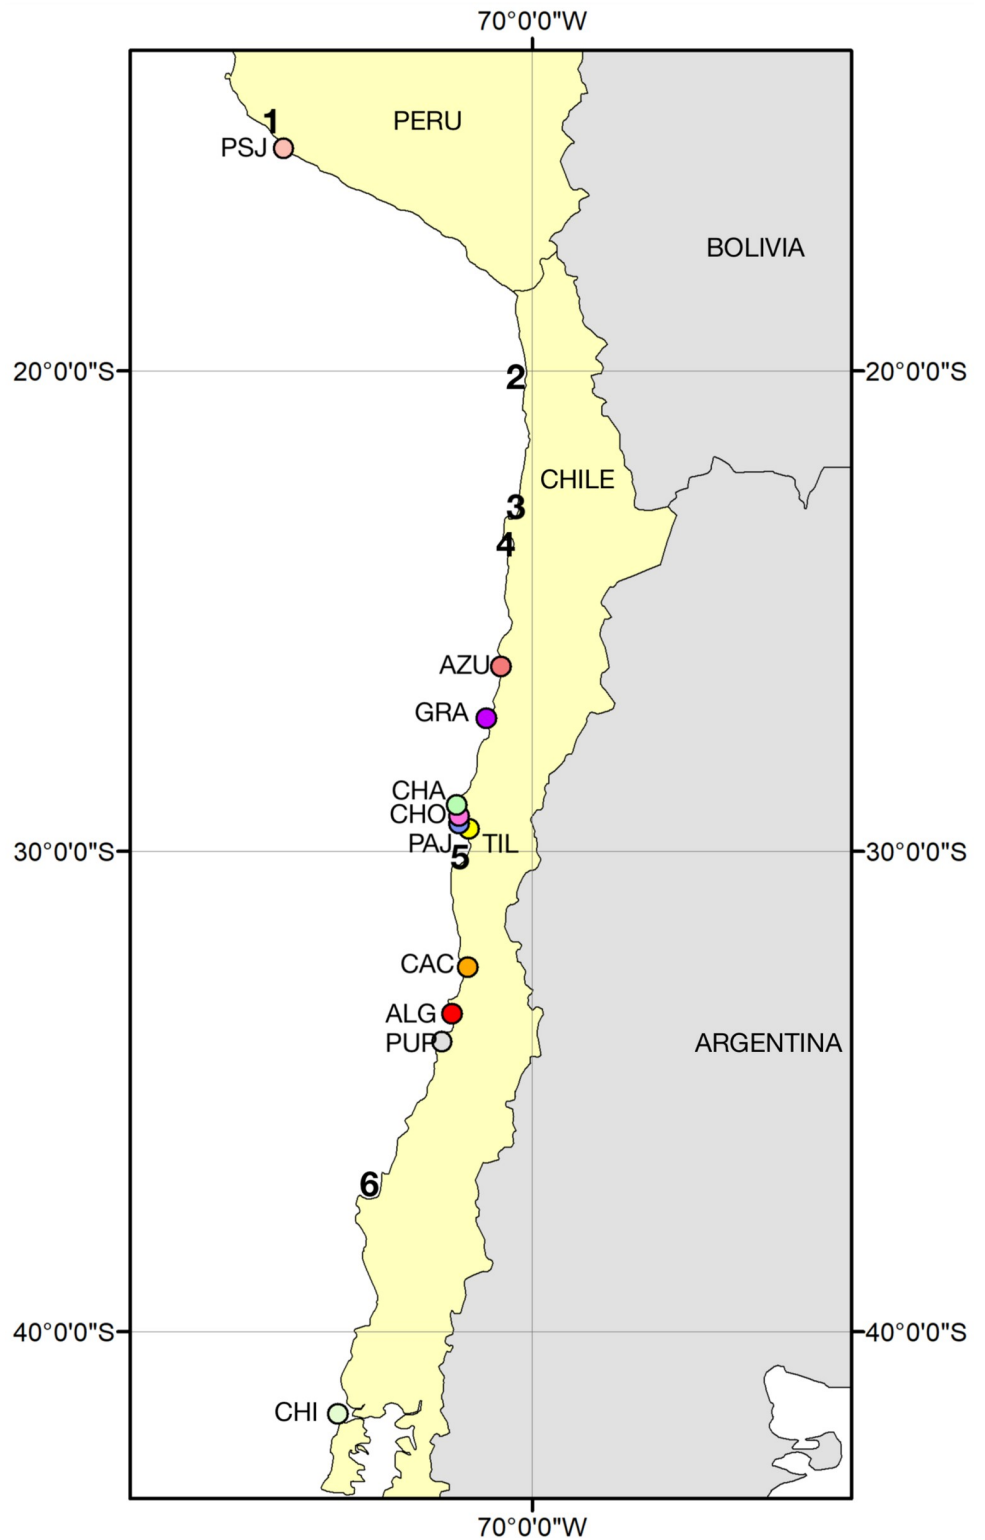 70°0'0"W
1
PERU
PSJ
BOLIVIA
20°0'0"S
2
20°0'0"S
CHILE
3
4
AZU
GRA
CHA
CHO
PAJ
TIL
30°0'0"S
5
30°0'0"S
CAC
ALG
PUP
ARGENTINA
6
40°0'0"S
40°0'0"S
CHI
70°0'0"W